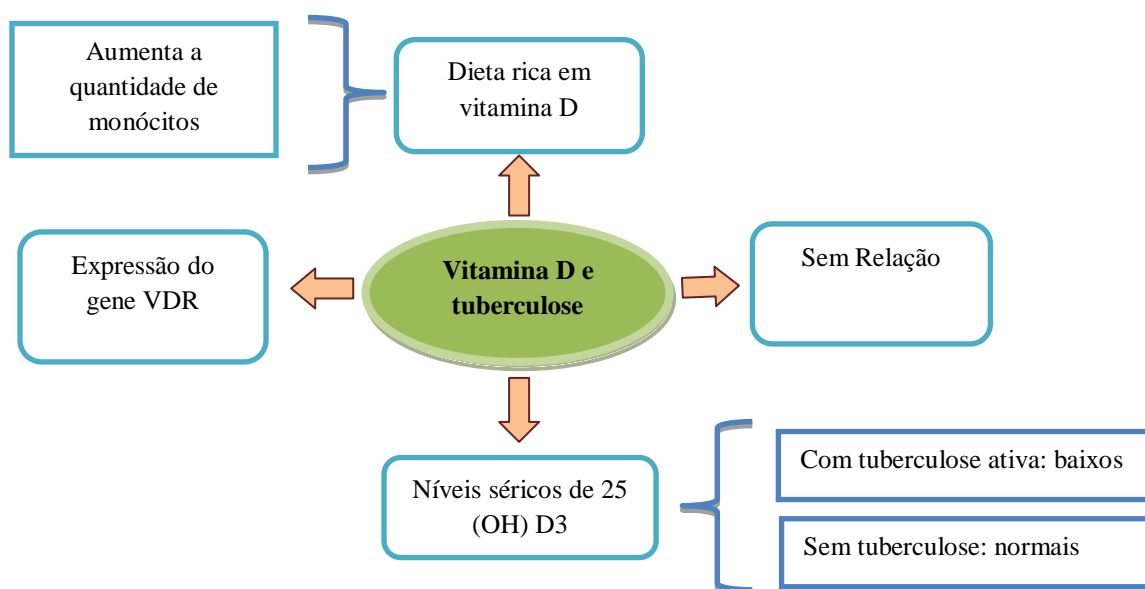 Aumenta a
quantidade de
monócitos
Dieta rica em
vitamina D
Expressão do
gene VDR
Vitamina D e
tuberculose
Sem Relação
Níveis séricos de 25
(OH) D3
Com tuberculose ativa: baixos
Sem tuberculose: normais